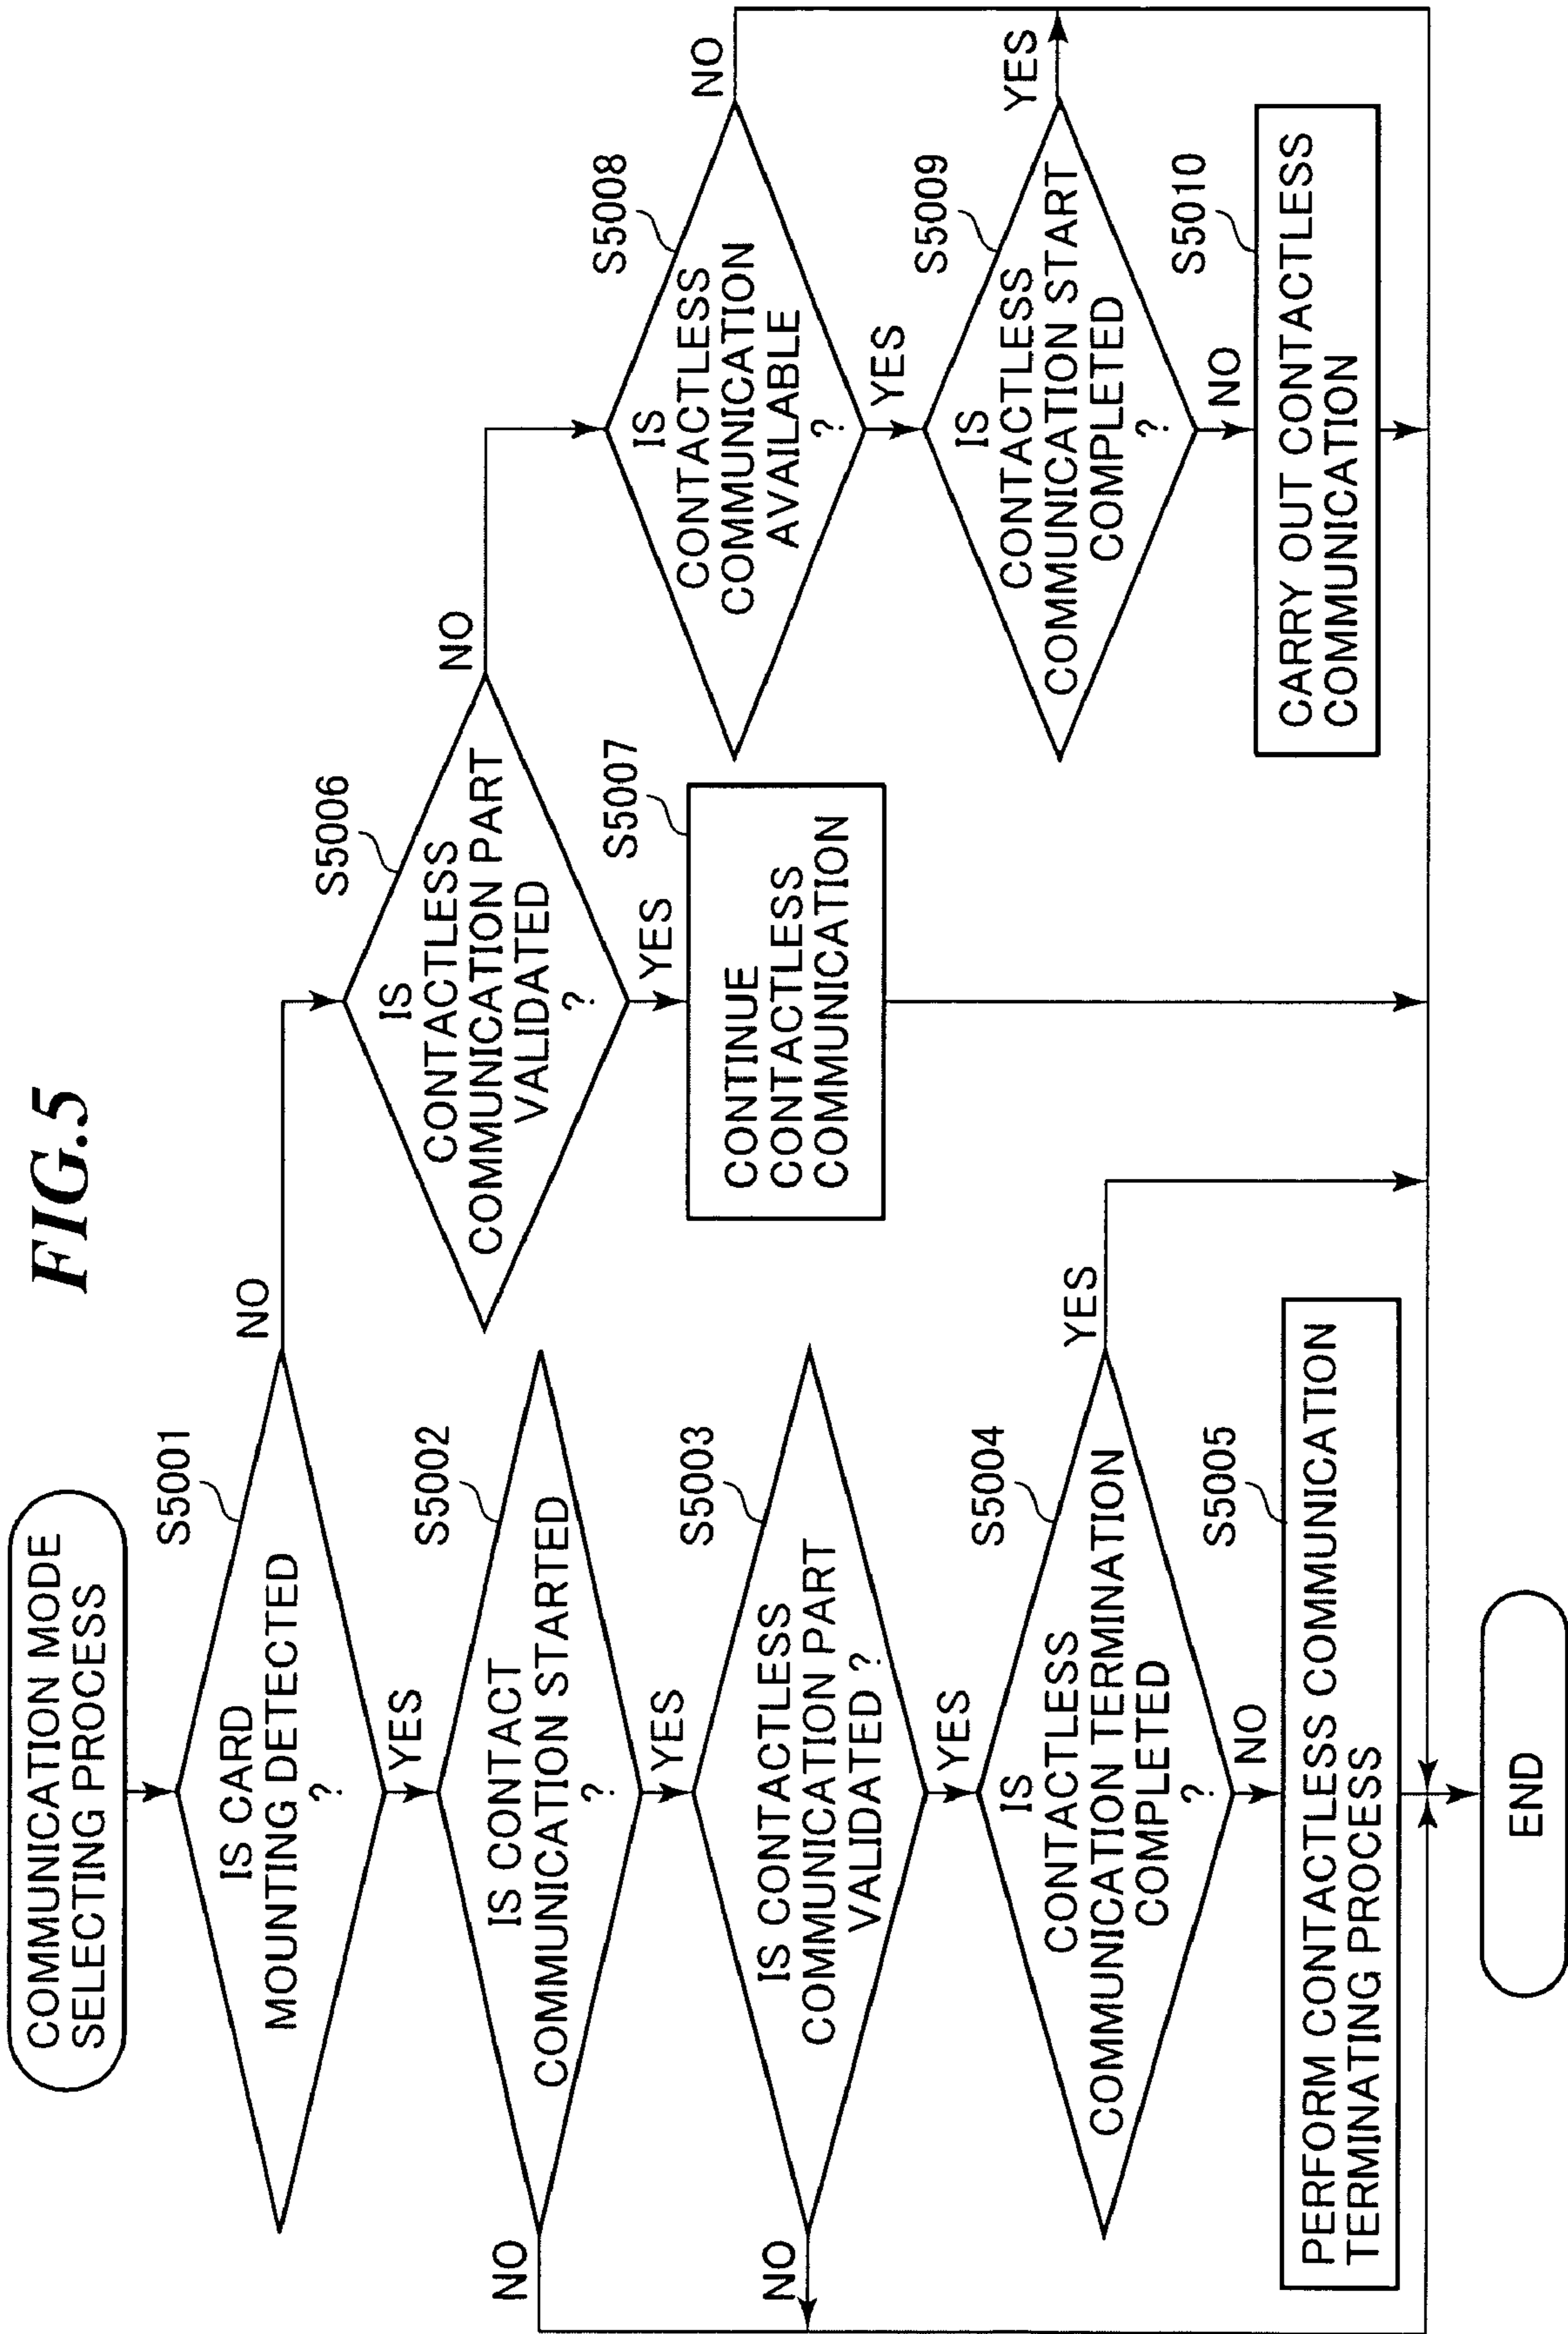 FIG.5
COMMUNICATION MODE
SELECTING PROCESS
S5001
IS CARD
MOUNTING DETECTED
?
NO
YES
S5002
IS CONTACT
COMMUNICATION STARTED
?
NO
YES
S5003
IS CONTACTLESS
COMMUNICATION PART
VALIDATED ?
NO
YES
S5004
IS
CONTACTLESS
COMMUNICATION TERMINATION
COMPLETED
?
YES
NO
S5005
PERFORM CONTACTLESS COMMUNICATION
TERMINATING PROCESS
S5006
IS
CONTACTLESS
COMMUNICATION PART
VALIDATED
?
NO
YES
S5007
CONTINUE
CONTACTLESS
COMMUNICATION
S5008
IS
CONTACTLESS
COMMUNICATION
AVAILABLE
?
NO
YES
S5009
IS
CONTACTLESS
COMMUNICATION START
COMPLETED
?
YES
NO
S5010
CARRY OUT CONTACTLESS
COMMUNICATION
END